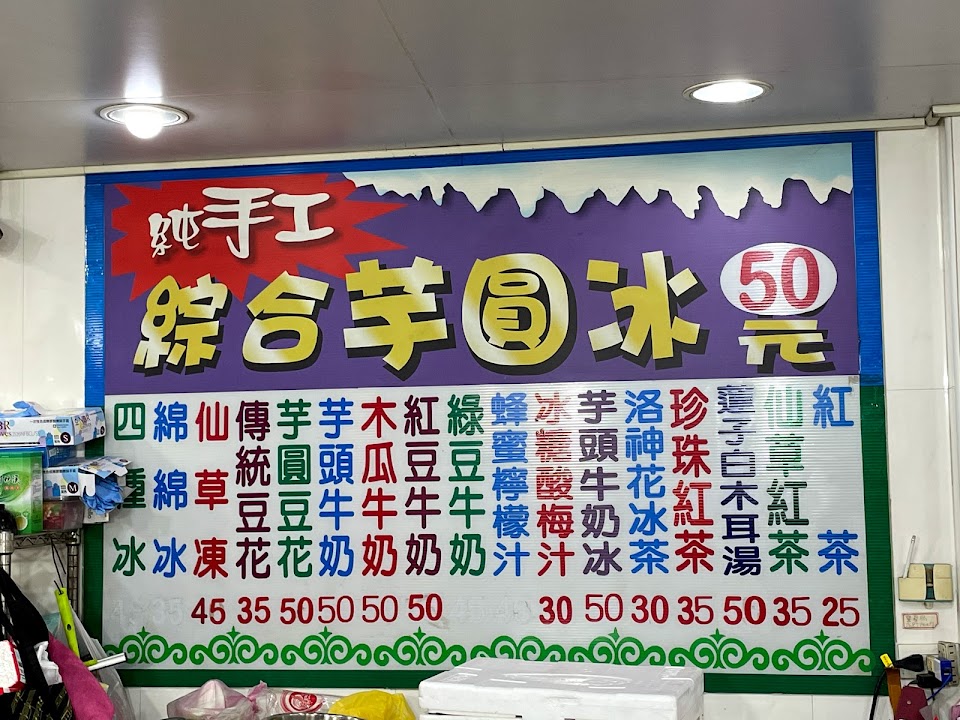 純手工
綜合芋圓冰
50
元
四種冰
綿綿冰
仙草凍 45
傳統豆花 35
芋圓豆花 50
芋頭牛奶 50
木瓜牛奶 50
紅豆牛奶 50
綠豆牛奶
蜂蜜檸檬汁
冰糖酸梅汁 30
芋頭牛奶冰 50
洛神花冰茶 30
珍珠紅茶 35
蓮子白木耳湯 50
仙草紅茶 35
紅茶 25
S
M